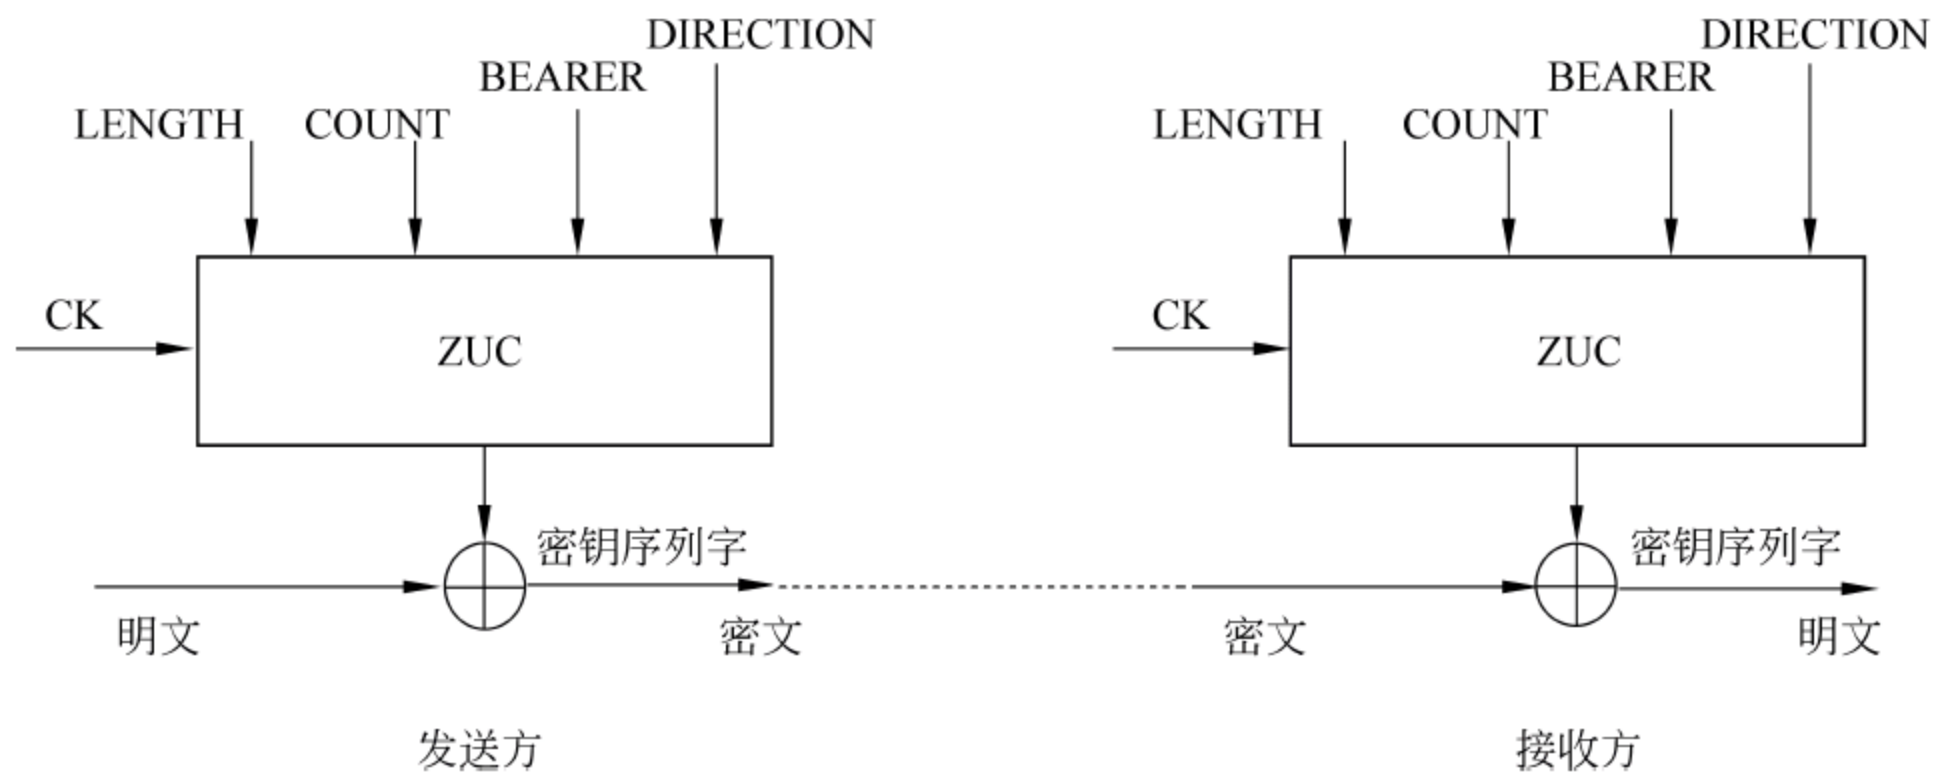 DIRECTION
BEARER
LENGTH
COUNT
CK
ZUC
密钥序列字
明文
密文
发送方
DIRECTION
BEARER
LENGTH
COUNT
CK
ZUC
密钥序列字
密文
明文
接收方